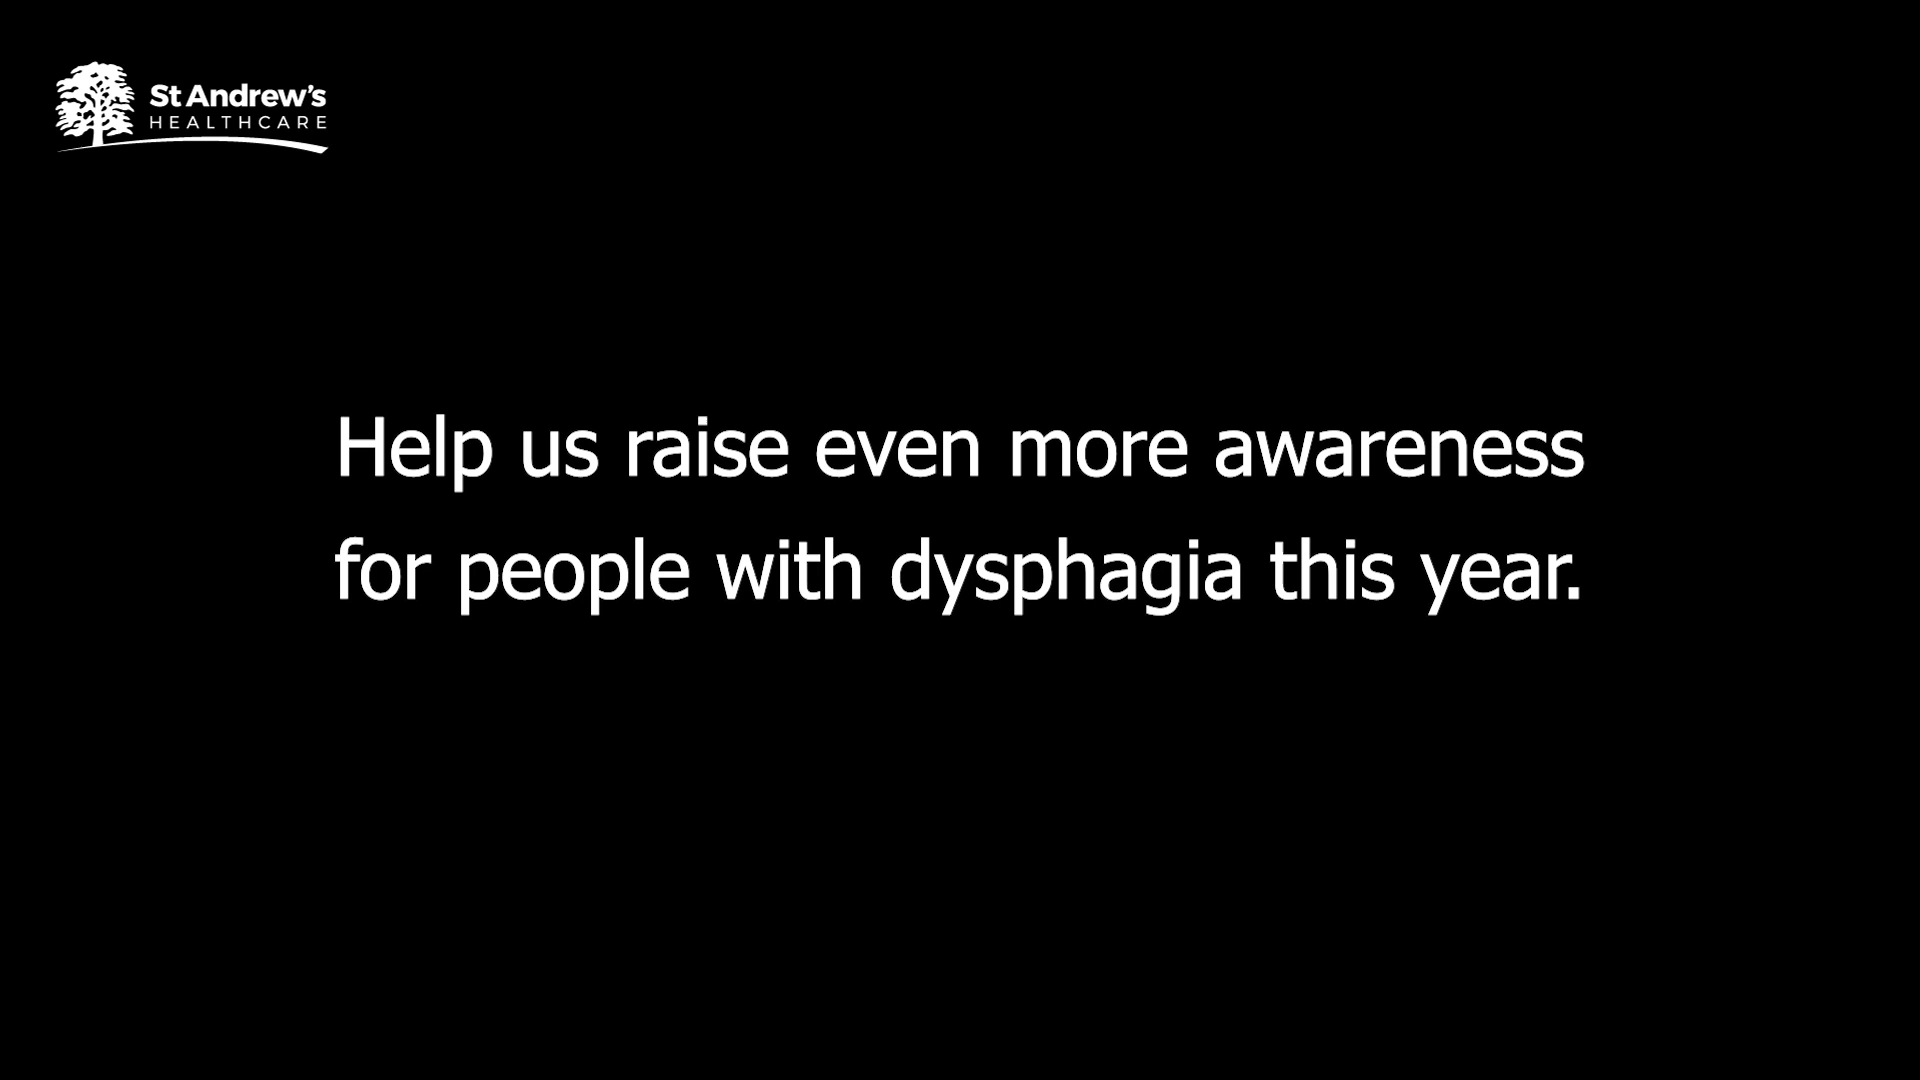 St Andrew's
HEALTHCARE
Help us raise even more awareness
for people with dysphagia this year.